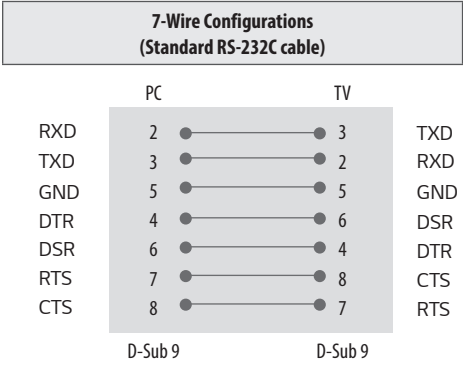 7-Wire Configurations
(Standard RS-232C cable)
PC TV
RXD 2 3 TXD
TXD 3 2 RXD
GND 5 5 GND
DTR 4 6 DSR
DSR 6 4 DTR
RTS 7 8 CTS
CTS 8 7 RTS
D-Sub 9 D-Sub 9